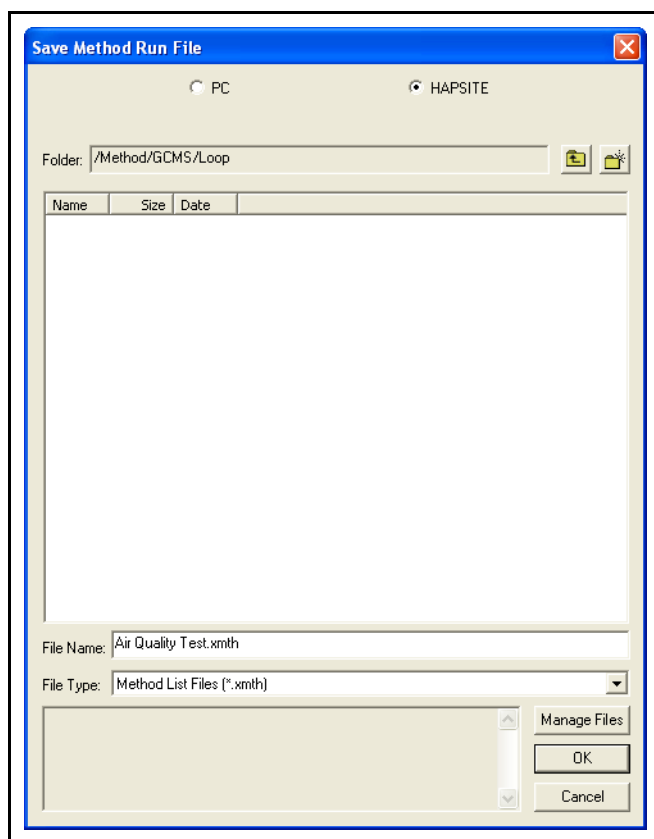 Save Method Run File
PC HAPSITE
Folder: /Method/GCMS/Loop
Name Size Date
File Name: Air Quality Test.xmth
File Type: Method List Files (*.xmth)
Manage Files
OK
Cancel